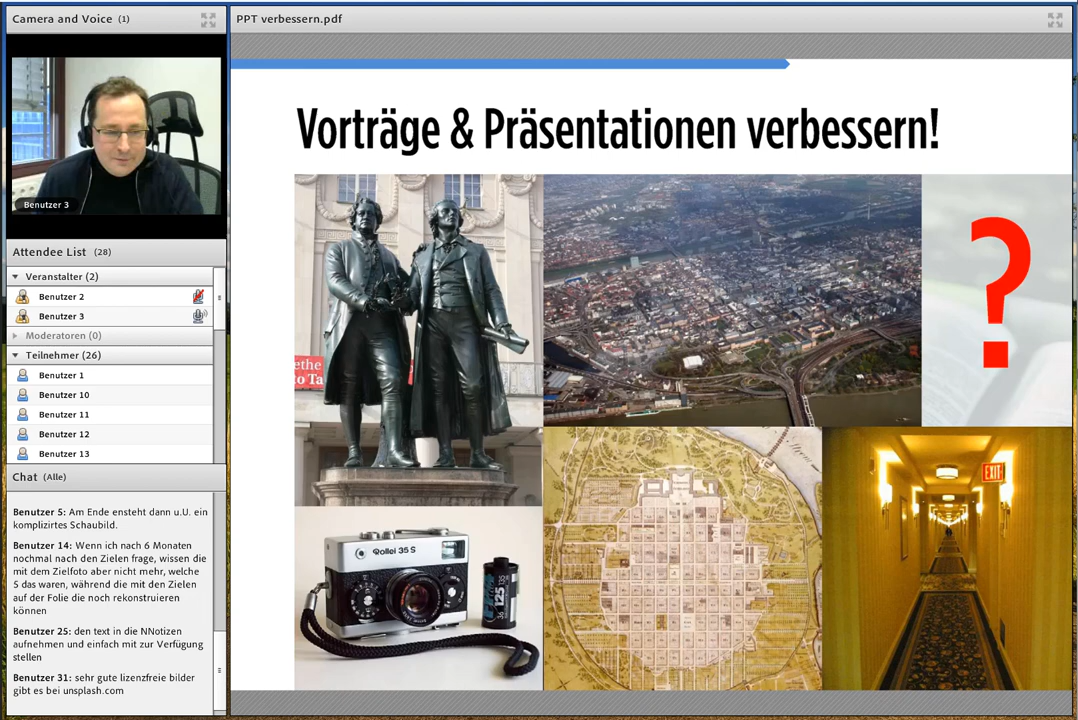 Camera and Voice (1)
Benutzer 3
Attendee List (28)
Veranstalter (2)
Benutzer 2
Benutzer 3
Moderatoren (0)
Teilnehmer (26)
Benutzer 1
Benutzer 10
Benutzer 11
Benutzer 12
Benutzer 13
Chat (Alle)
Benutzer 5: Am Ende ensteht dann u.U. ein
komplizirtes Schaubild.
Benutzer 14: Wenn ich nach 6 Monaten
nochmal nach den Zielen frage, wissen die
mit dem Zielfoto aber nicht mehr, welche
5 das waren, während die mit den Zielen
auf der Folie die noch rekonstruieren
können
Benutzer 25: den text in die NNotizen
aufnehmen und einfach mit zur Verfügung
stellen
Benutzer 31: sehr gute lizenzfreie bilder
gibt es bei unsplash.com
PPT verbessern.pdf
Vorträge & Präsentationen verbessern!
?
ethe
to Ta
Rollei 35 S
125
EXIT